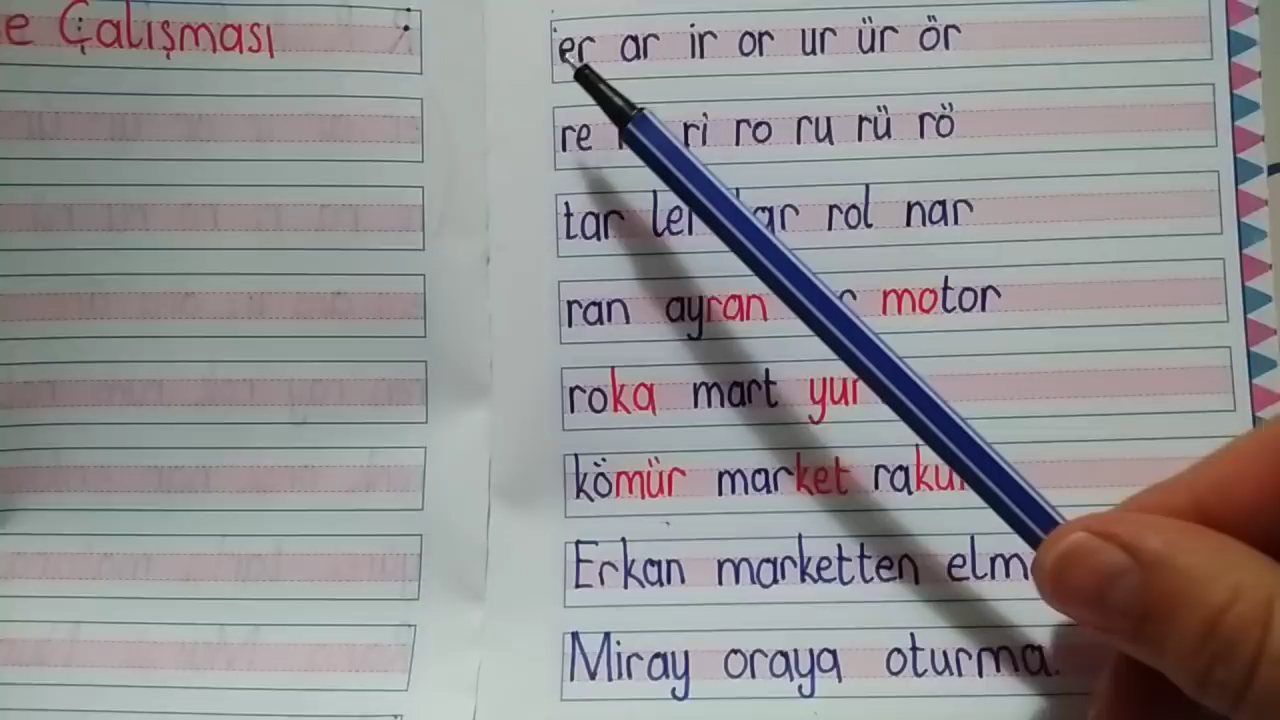 e Çalışması
er ar ir or ur ür ör
re ri ro ru rü rö
tar rol nar
ran ayran motor
roka mart
kömür market
Erkan marketten
Miray oraya oturma.